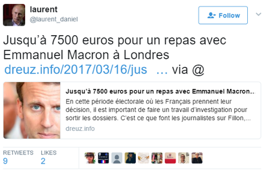 laurent
@laurent_daniel
Follow
Jusqu'à 7500 euros pour un repas avec
Emmanuel Macron à Londres
dreuz.info/2017/03/16/jus … via @
Jusqu'à 7500 euros pour un repas avec Emmanuel Macron...
En cette période électorale où les Français prennent leur
décision, il est important de faire un travail d'investigation pour
sortir les dossiers. C'est ce que font les journalistes sur Fillon,...
dreuz.info
RETWEETS
LIKES
9
2